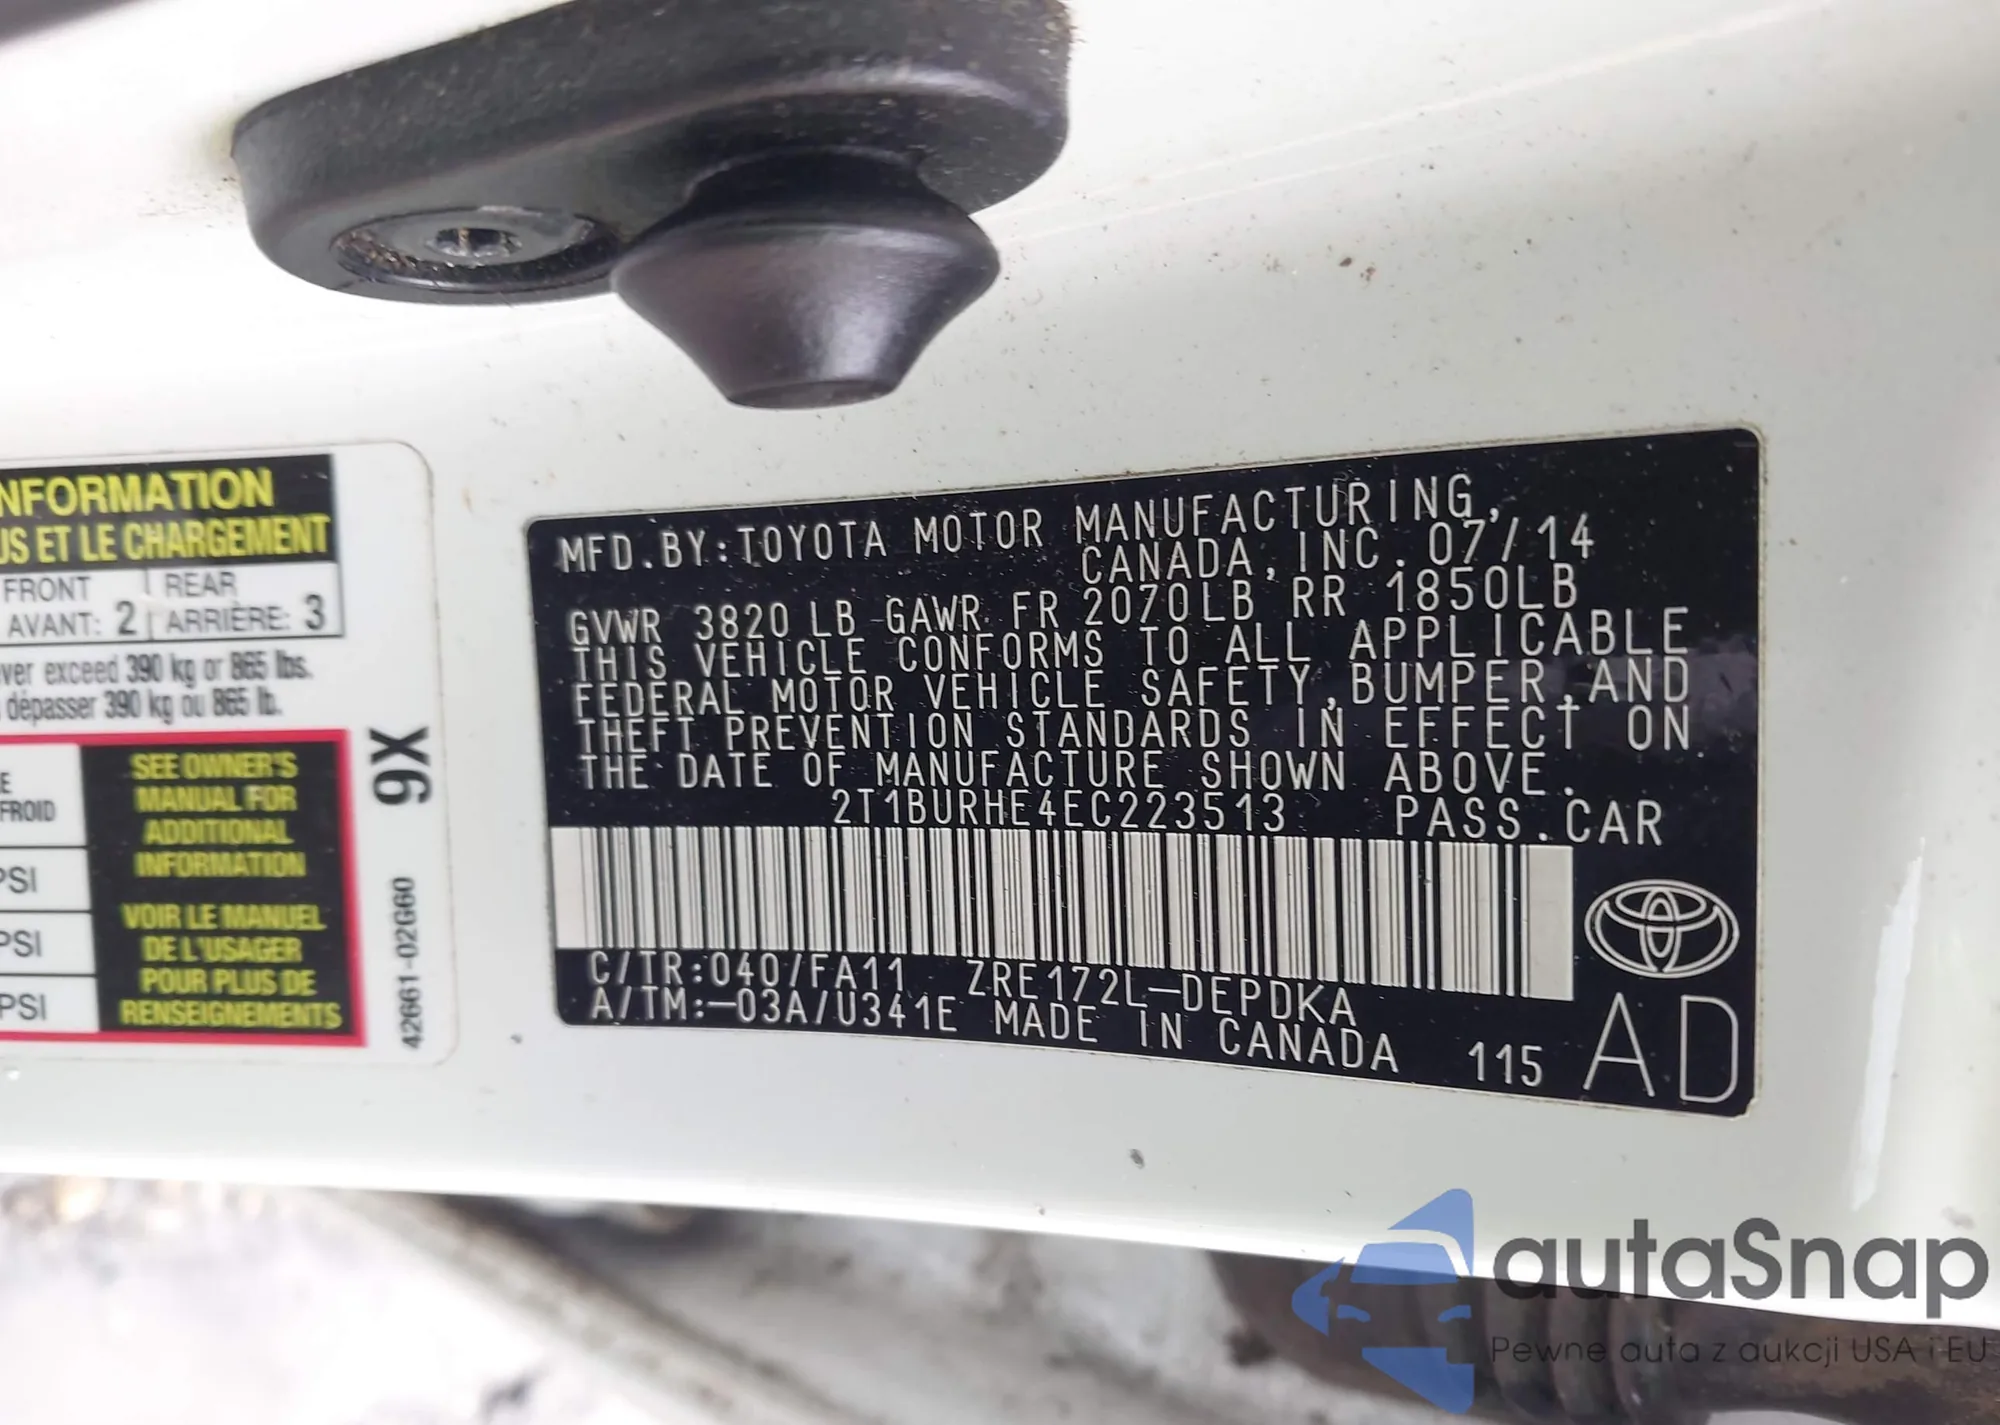 NFORMATION
US ET LE CHARGEMENT
FRONT
AVANT: 2
REAR
ARRIÈRE: 3
ver exceed 390 kg or 865 lbs.
dépasser 390 kg ou 865 lb.
E
FROID
PSI
PSI
PSI
SEE OWNER'S
MANUAL FOR
ADDITIONAL
INFORMATION
VOIR LE MANUEL
DE L'USAGER
POUR PLUS DE
RENSEIGNEMENTS
9X
42661-02G60
MFD.BY:TOYOTA MOTOR MANUFACTURING,
CANADA, INC. 07/14
GVWR 3820 LB GAWR FR 2070LB RR 1850LB
THIS VEHICLE CONFORMS TO ALL APPLICABLE
FEDERAL MOTOR VEHICLE SAFETY,BUMPER,AND
THEFT PREVENTION STANDARDS IN EFFECT ON
THE DATE OF MANUFACTURE SHOWN ABOVE.
2T1BURHE4EC223513 PASS.CAR
C/TR:040/FA11 ZRE172L-DEPDKA
A/TM:-03A/U341E MADE IN CANADA 115
AD
autaSnap
Pewne auta z aukcji USA i EU